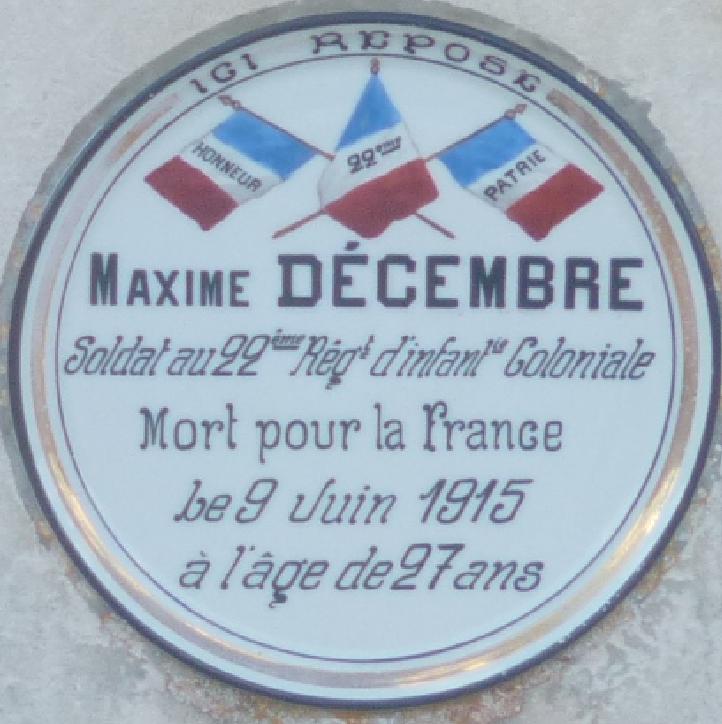 ICI REPOSE
HONNEUR
22ème
PATRIE
MAXIME DÉCEMBRE
Soldat au 22ème Régt d'infantie Coloniale
Mort pour la France
Le 9 Juin 1915
à l'âge de 27 ans